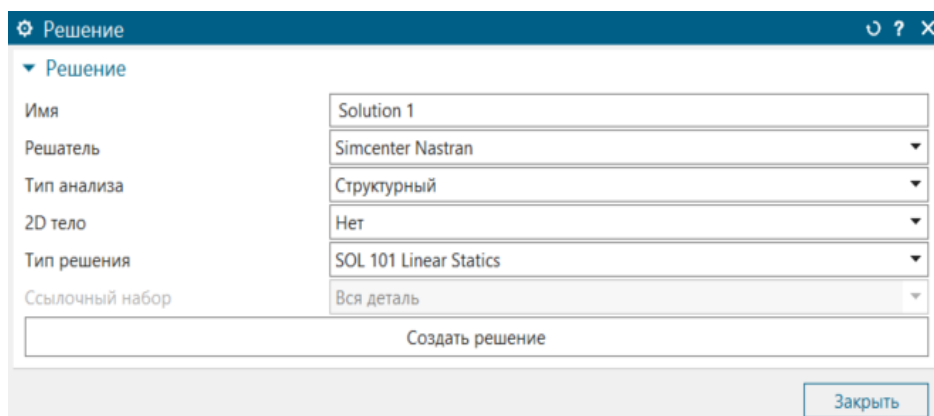 Решение ?
Решение
Имя Solution 1
Решатель Simcenter Nastran
Тип анализа Структурный
2D тело Нет
Тип решения SOL 101 Linear Statics
Ссылочный набор Вся деталь
Создать решение
Закрыть